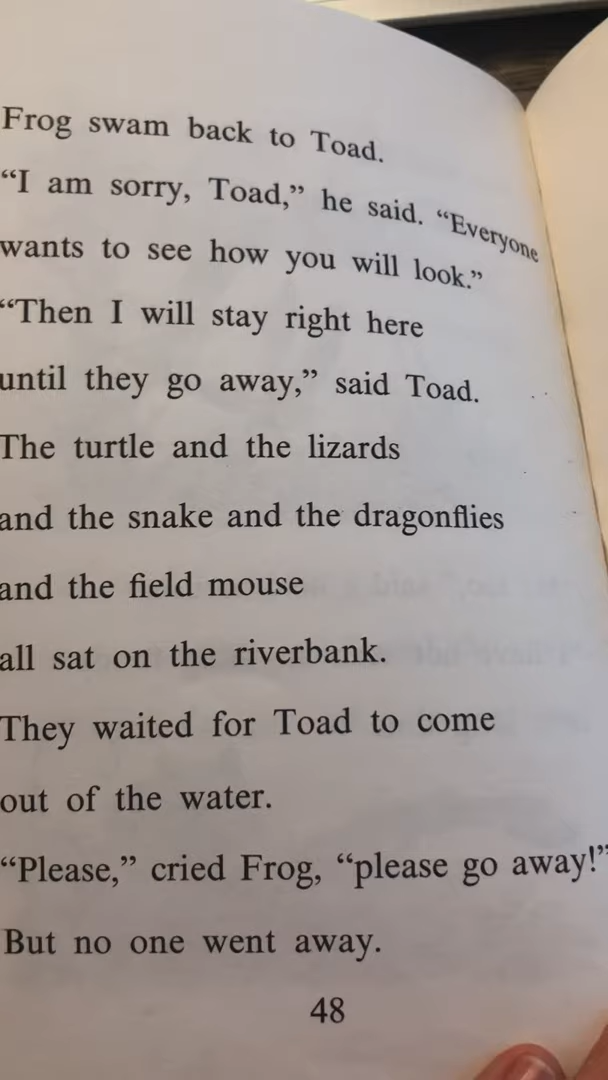 Frog swam back to Toad.
“I am sorry, Toad,” he said. “Everyone
wants to see how you will look.”
“Then I will stay right here
until they go away,” said Toad.
The turtle and the lizards
and the snake and the dragonflies
and the field mouse
all sat on the riverbank.
They waited for Toad to come
out of the water.
“Please,” cried Frog, “please go away!”
But no one went away.
48